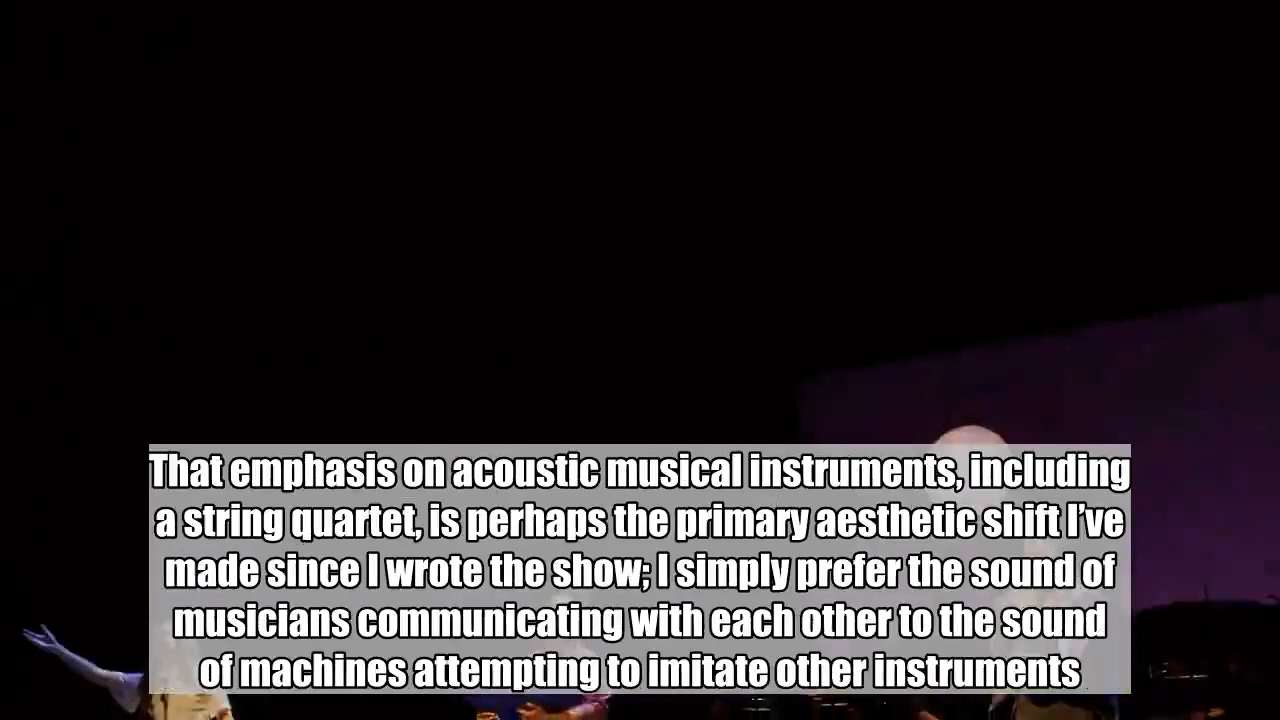 That emphasis on acoustic musical instruments, including
a string quartet, is perhaps the primary aesthetic shift I’ve
made since I wrote the show; I simply prefer the sound of
musicians communicating with each other to the sound
of machines attempting to imitate other instruments